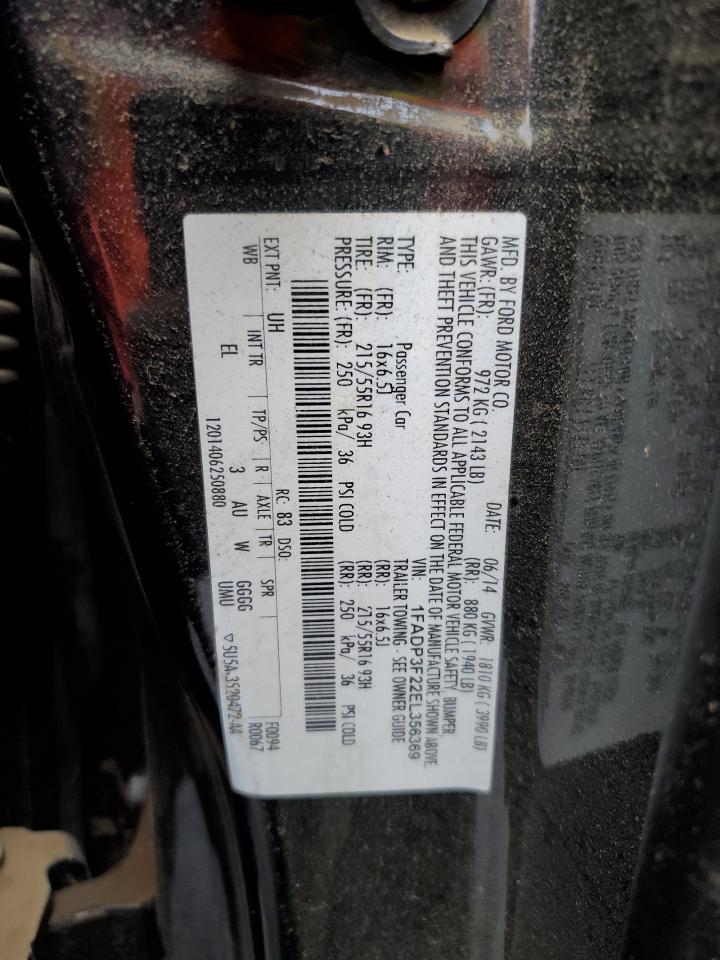 MFD. BY FORD MOTOR CO.
DATE: 06/14 GVWR: 1810 KG ( 3990 LB)
GAWR: (FR): 972 KG ( 2143 LB) (RR): 880 KG ( 1940 LB)
THIS VEHICLE CONFORMS TO ALL APPLICABLE FEDERAL MOTOR VEHICLE SAFETY, BUMPER,
AND THEFT PREVENTION STANDARDS IN EFFECT ON THE DATE OF MANUFACTURE SHOWN ABOVE.
VIN: 1FADP3F22EL356369
TYPE: Passenger Car TRAILER TOWING - SEE OWNER GUIDE
RIM: (FR): 16x6.5J (RR): 16x6.5J
TIRE: (FR): 215/55R16 93H (RR): 215/55R16 93H
PRESSURE: (FR): 250 kPa/ 36 PSI COLD (RR): 250 kPa/ 36 PSI COLD
EXT PNT: UH RC: 83 DSO: F0094
WB INT TR TP/PS R AXLE TR SPR R0067
EL 3 AU W GGGG
UMU
1201406250880 ▽ 5U5A-3520472-AA